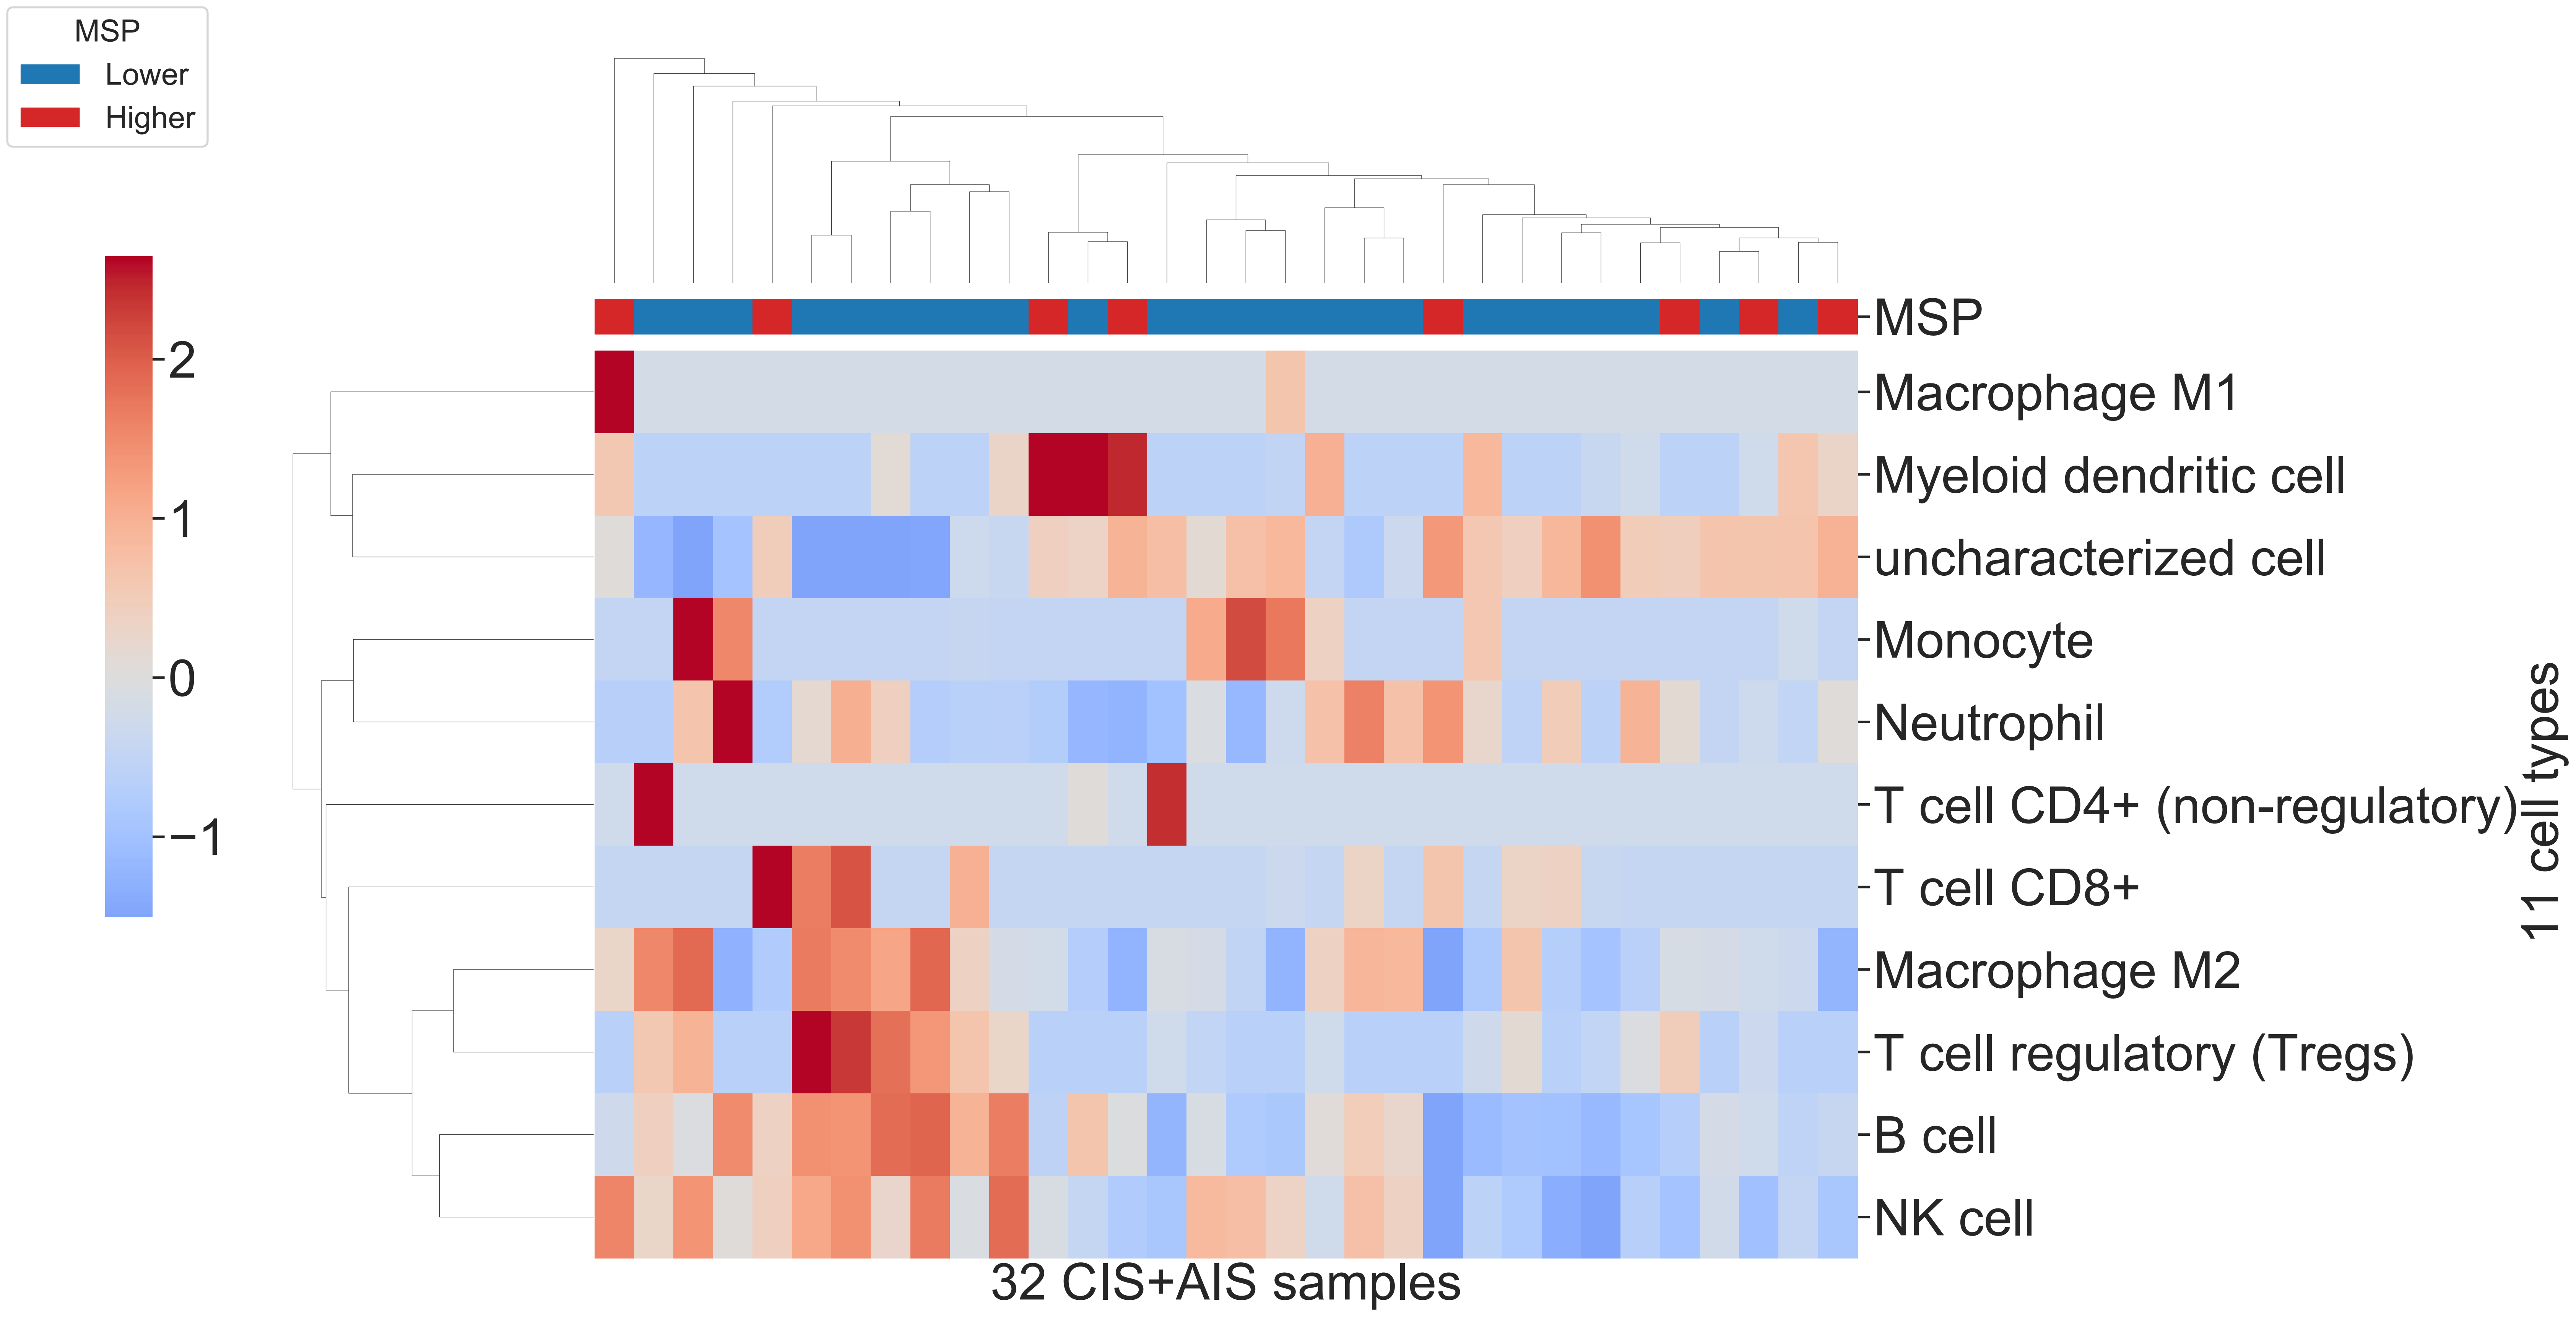 MSP
Lower
Higher
2
1
0
−1
MSP
Macrophage M1
Myeloid dendritic cell
uncharacterized cell
Monocyte
Neutrophil
T cell CD4+ (non-regulatory)
T cell CD8+
Macrophage M2
T cell regulatory (Tregs)
B cell
NK cell
11 cell types
32 CIS+AIS samples